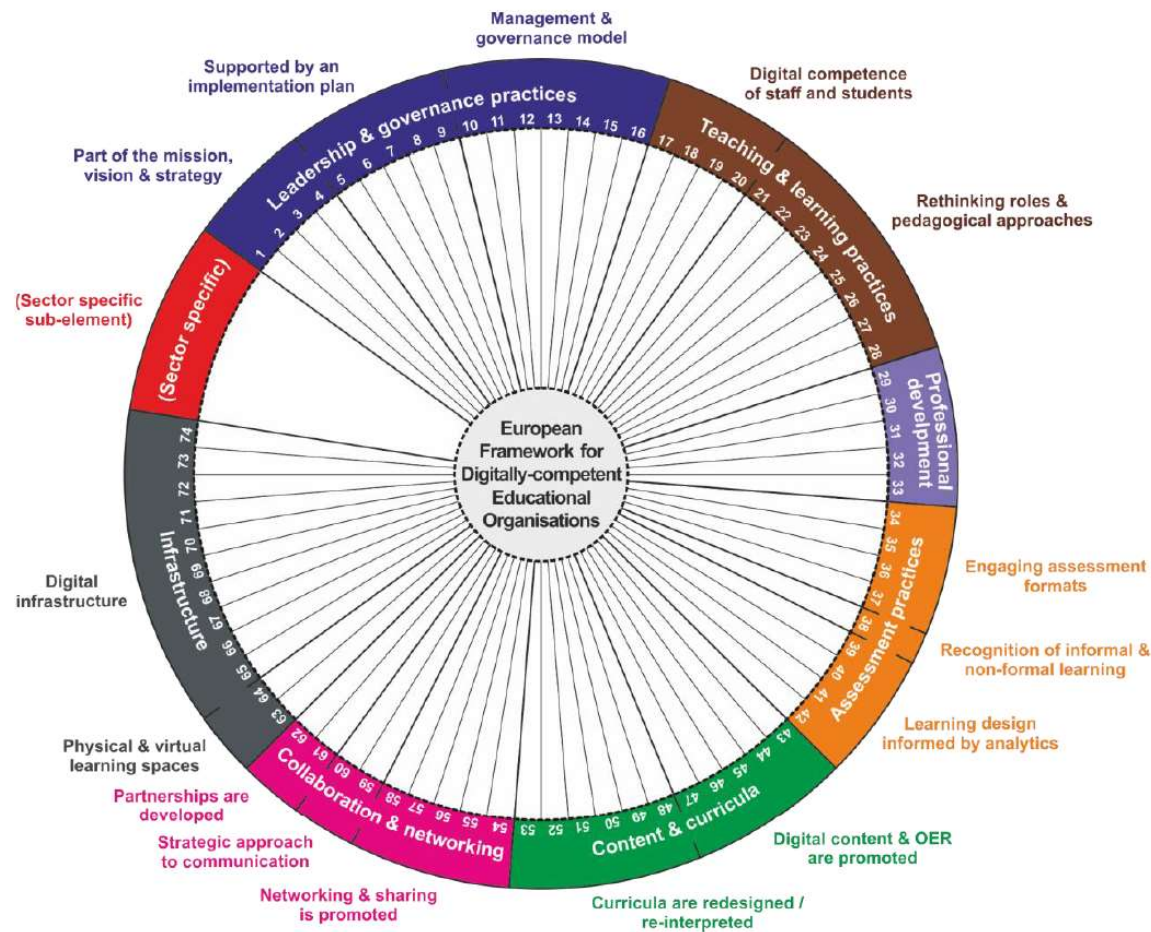 Management &
governance model
Supported by an
implementation plan
Part of the mission,
vision & strategy
(Sector specific
sub-element)
Digital competence
of staff and students
Rethinking roles &
pedagogical approaches
Leadership & governance practices
Teaching & learning practices
Professional
develpment
Assessment practices
Content & curricula
Collaboration & networking
Infrastructure
(Sector specific)
1 2 3 4 5 6 7 8 9 10 11 12 13 14 15 16
17 18 19 20 21 22 23 24 25 26 27 28
29 30 31 32 33
34 35 36 37 38 39 40 41 42
43 44 45 46 47 48 49 50 51 52 53
54 55 56 57 58 59 60 61 62
63 64 65 66 67 68 69 70 71 72 73 74
European
Framework for
Digitally-competent
Educational
Organisations
Engaging assessment
formats
Recognition of informal &
non-formal learning
Learning design
informed by analytics
Digital content & OER
are promoted
Curricula are redesigned /
re-interpreted
Networking & sharing
is promoted
Strategic approach
to communication
Partnerships are
developed
Physical & virtual
learning spaces
Digital
infrastructure